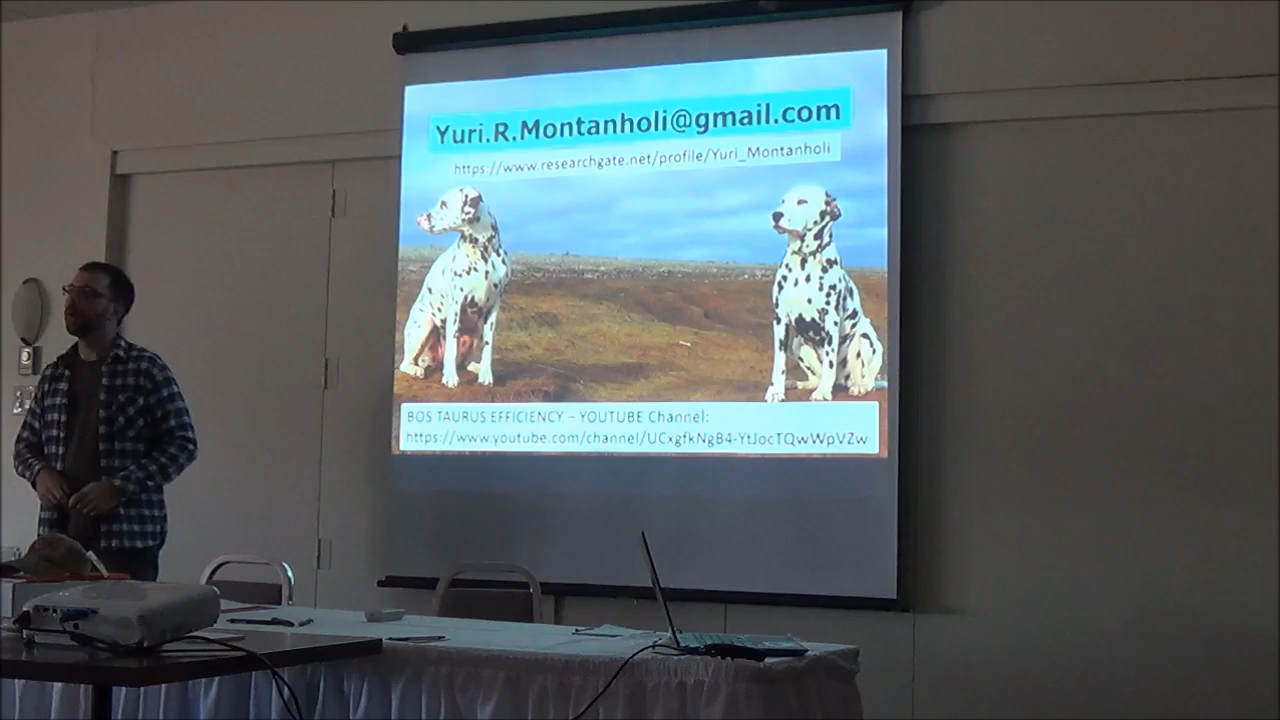 Yuri.R.Montanholi@gmail.com
https://www.researchgate.net/profile/Yuri_Montanholi
BOS TAURUS EFFICIENCY – YOUTUBE Channel:
https://www.youtube.com/channel/UCxgfkNgB4-YtJocTQwWpVZw